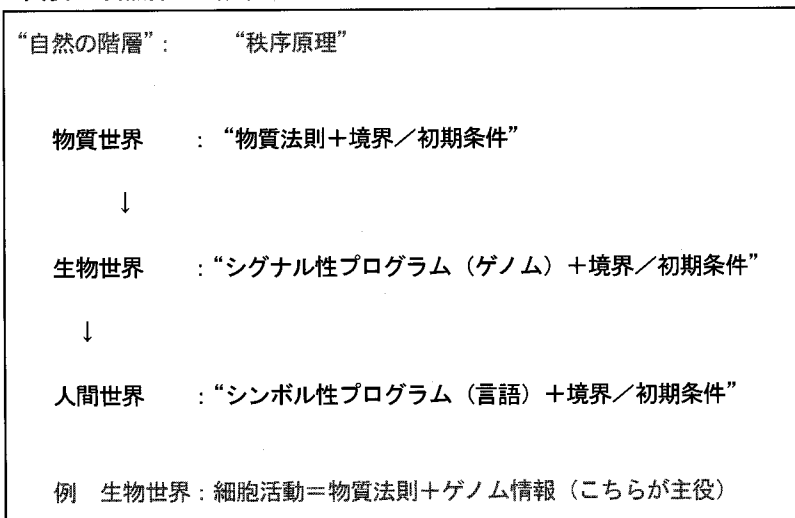 “自然の階層”：　“秩序原理”
物質世界　：“物質法則＋境界／初期条件”
↓
生物世界　：“シグナル性プログラム（ゲノム）＋境界／初期条件”
↓
人間世界　：“シンボル性プログラム（言語）＋境界／初期条件”
例　生物世界：細胞活動＝物質法則＋ゲノム情報（こちらが主役）